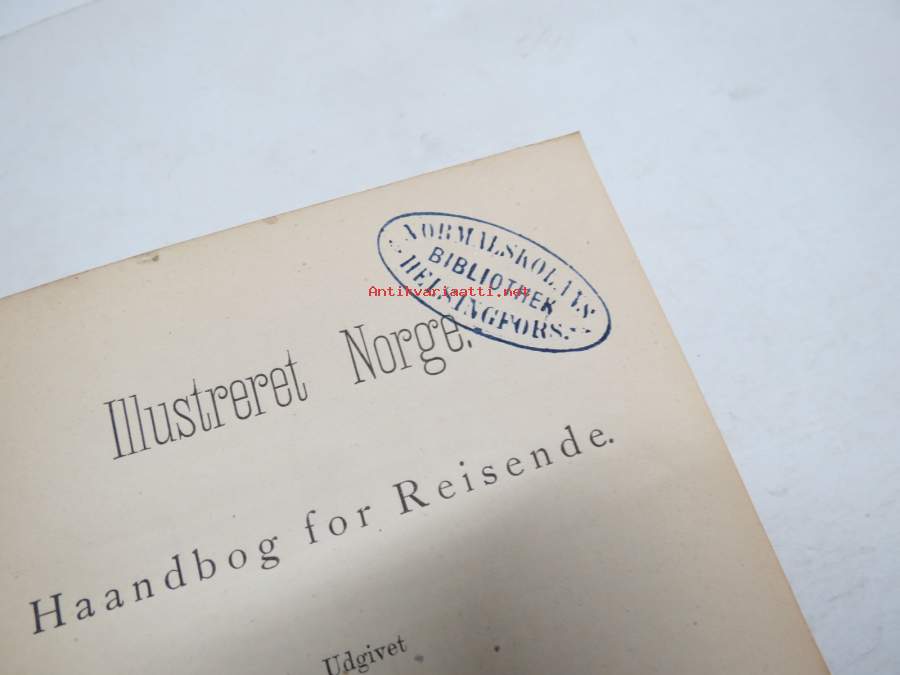 NORMALSKOLANS
BIBLIOTHEK
HELSINGFORS.
Antikvariaatti.net
Illustreret Norge.
Haandbog for Reisende.
Udgivet